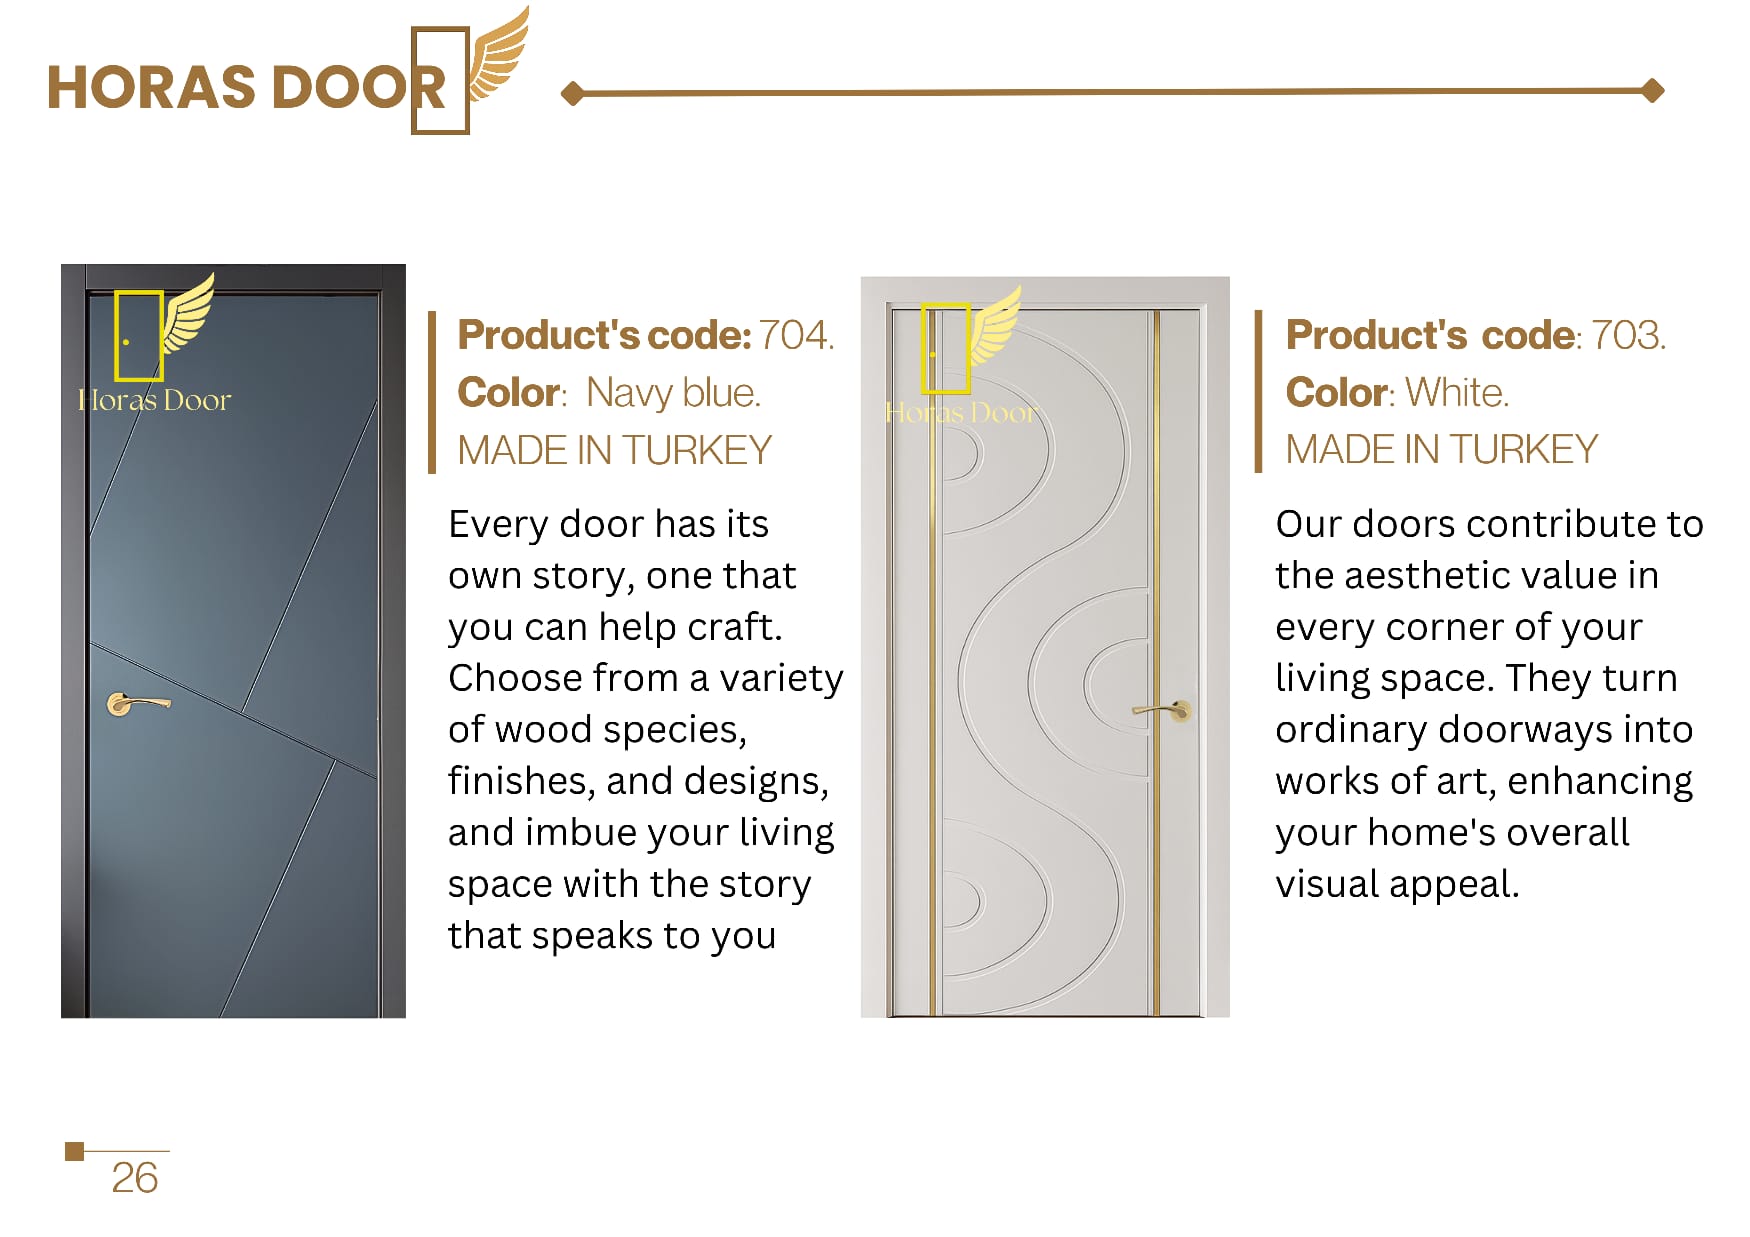 HORAS DOOR
Horas Door
Product's code: 704.
Color: Navy blue.
MADE IN TURKEY
Every door has its
own story, one that
you can help craft.
Choose from a variety
of wood species,
finishes, and designs,
and imbue your living
space with the story
that speaks to you
Horas Door
Product's code: 703.
Color: White.
MADE IN TURKEY
Our doors contribute to
the aesthetic value in
every corner of your
living space. They turn
ordinary doorways into
works of art, enhancing
your home's overall
visual appeal.
26